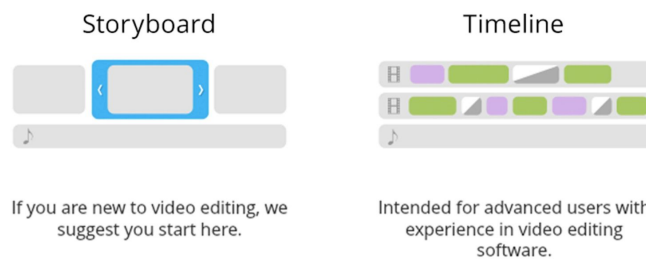 Storyboard
Timeline
If you are new to video editing, we
suggest you start here.
Intended for advanced users with
experience in video editing
software.